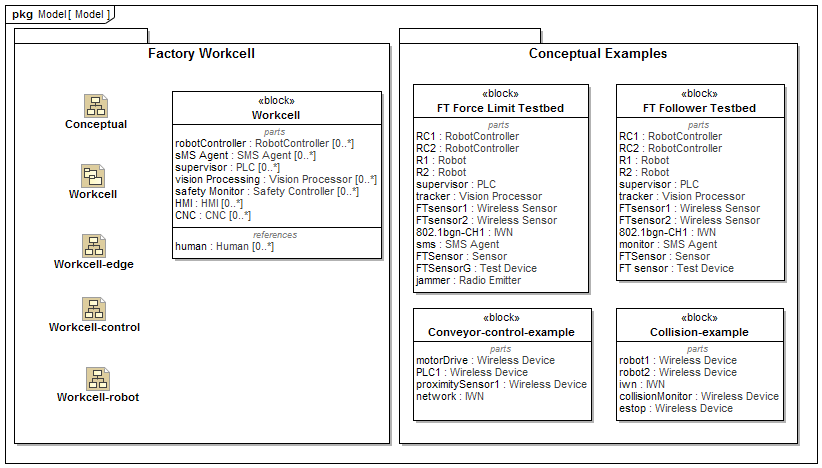 pkg Model[ Model ]
Factory Workcell
Conceptual
Workcell
Workcell-edge
Workcell-control
Workcell-robot
«block»
Workcell
parts
robotController : RobotController [0..*]
sMS Agent : SMS Agent [0..*]
supervisor : PLC [0..*]
vision Processing : Vision Processor [0..*]
safety Monitor : Safety Controller [0..*]
HMI : HMI [0..*]
CNC : CNC [0..*]
references
human : Human [0..*]
Conceptual Examples
«block»
FT Force Limit Testbed
parts
RC1 : RobotController
RC2 : RobotController
R1 : Robot
R2 : Robot
supervisor : PLC
tracker : Vision Processor
FTsensor1 : Wireless Sensor
FTsensor2 : Wireless Sensor
802.1bgn-CH1 : IWN
sms : SMS Agent
FTSensor : Sensor
FTSensorG : Test Device
jammer : Radio Emitter
«block»
FT Follower Testbed
parts
RC1 : RobotController
RC2 : RobotController
R1 : Robot
R2 : Robot
supervisor : PLC
tracker : Vision Processor
FTsensor1 : Wireless Sensor
FTsensor2 : Wireless Sensor
802.1bgn-CH1 : IWN
monitor : SMS Agent
FTSensor : Sensor
FT sensor : Test Device
«block»
Conveyor-control-example
parts
motorDrive : Wireless Device
PLC1 : Wireless Device
proximitySensor1 : Wireless Device
network : IWN
«block»
Collision-example
parts
robot1 : Wireless Device
robot2 : Wireless Device
iwn : IWN
collisionMonitor : Wireless Device
estop : Wireless Device